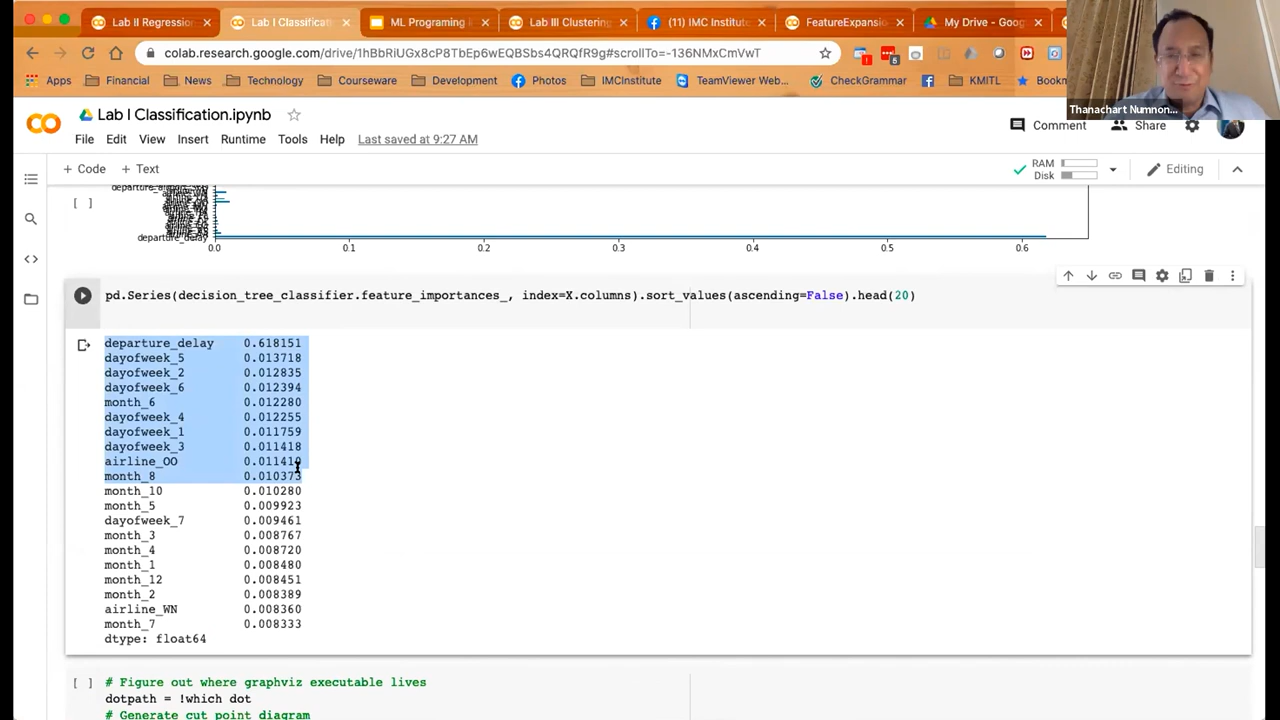 Lab II Regression
Lab I Classificati
ML Programing i
Lab III Clustering
(11) IMC Institut
FeatureExpansi
My Drive - Goog
colab.research.google.com/drive/1hBbRiUGx8cP8TbEp6wEQBSbs4QRQfR9g#scrollTo=-136NMxCmVwT
Apps
Financial
News
Technology
Courseware
Development
Photos
IMCInstitute
TeamViewer Web...
CheckGrammar
KMITL
Bookm
Thanachart Numnon...
Lab I Classification.ipynb
Comment
Share
File Edit View Insert Runtime Tools Help Last saved at 9:27 AM
+ Code + Text
RAM
Disk
Editing
[ ]
departure_delay
0.0 0.1 0.2 0.3 0.4 0.5 0.6
pd.Series(decision_tree_classifier.feature_importances_, index=X.columns).sort_values(ascending=False).head(20)
departure_delay 0.618151
dayofweek_5 0.013718
dayofweek_2 0.012835
dayofweek_6 0.012394
month_6 0.012280
dayofweek_4 0.012255
dayofweek_1 0.011759
dayofweek_3 0.011418
airline_OO 0.011410
month_8 0.010373
month_10 0.010280
month_5 0.009923
dayofweek_7 0.009461
month_3 0.008767
month_4 0.008720
month_1 0.008480
month_12 0.008451
month_2 0.008389
airline_WN 0.008360
month_7 0.008333
dtype: float64
[ ] # Figure out where graphviz executable lives
dotpath = !which dot
# Generate cut point diagram